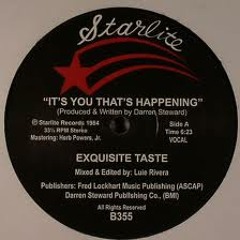 Starlite
"IT'S YOU THAT'S HAPPENING"
(Produced & Written by Darren Steward)
℗ Starlite Records 1984
33⅓ RPM Stereo
Mastering: Herb Powers, Jr.
Side A
Time 6:23
VOCAL
EXQUISITE TASTE
Mixed & Edited by: Luis Rivera
Publishers: Fred Lockhart Music Publishing (ASCAP)
Darren Steward Publishing Co., (BMI)
All Rights Reserved
B355